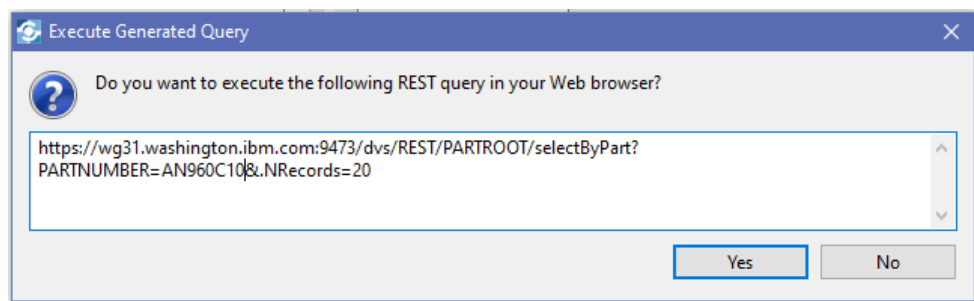 Execute Generated Query
Do you want to execute the following REST query in your Web browser?
https://wg31.washington.ibm.com:9473/dvs/REST/PARTROOT/selectByPart?
PARTNUMBER=AN960C10&.NRecords=20
Yes
No